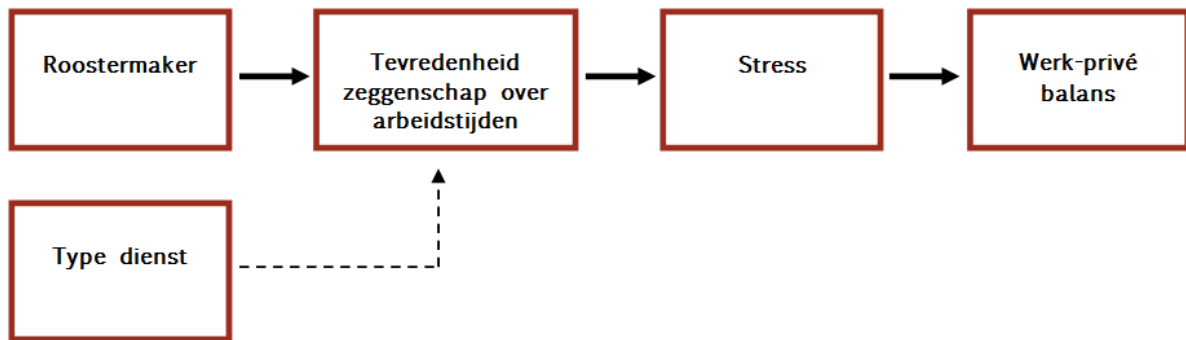 Roostermaker
Tevredenheid
zeggenschap over
arbeidstijden
Stress
Werk-privé
balans
Type dienst